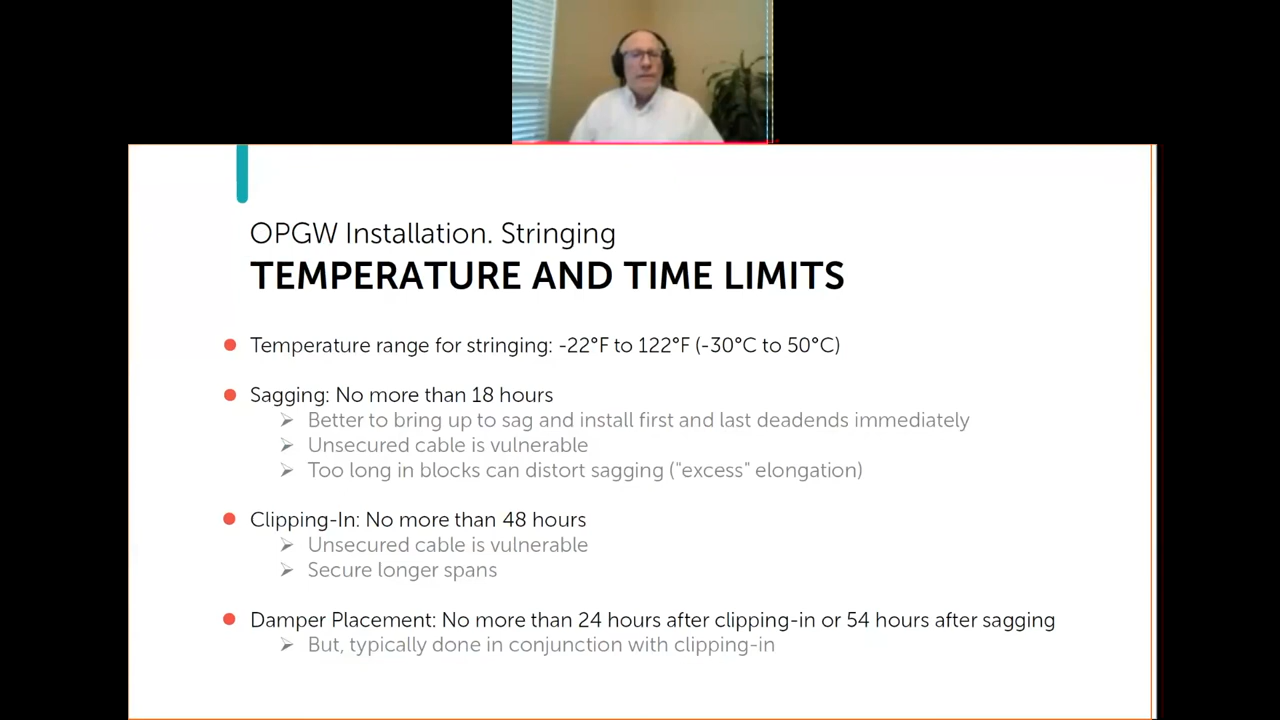 OPGW Installation. Stringing
TEMPERATURE AND TIME LIMITS
Temperature range for stringing: -22°F to 122°F (-30°C to 50°C)
Sagging: No more than 18 hours
Better to bring up to sag and install first and last deadends immediately
Unsecured cable is vulnerable
Too long in blocks can distort sagging ("excess" elongation)
Clipping-In: No more than 48 hours
Unsecured cable is vulnerable
Secure longer spans
Damper Placement: No more than 24 hours after clipping-in or 54 hours after sagging
But, typically done in conjunction with clipping-in